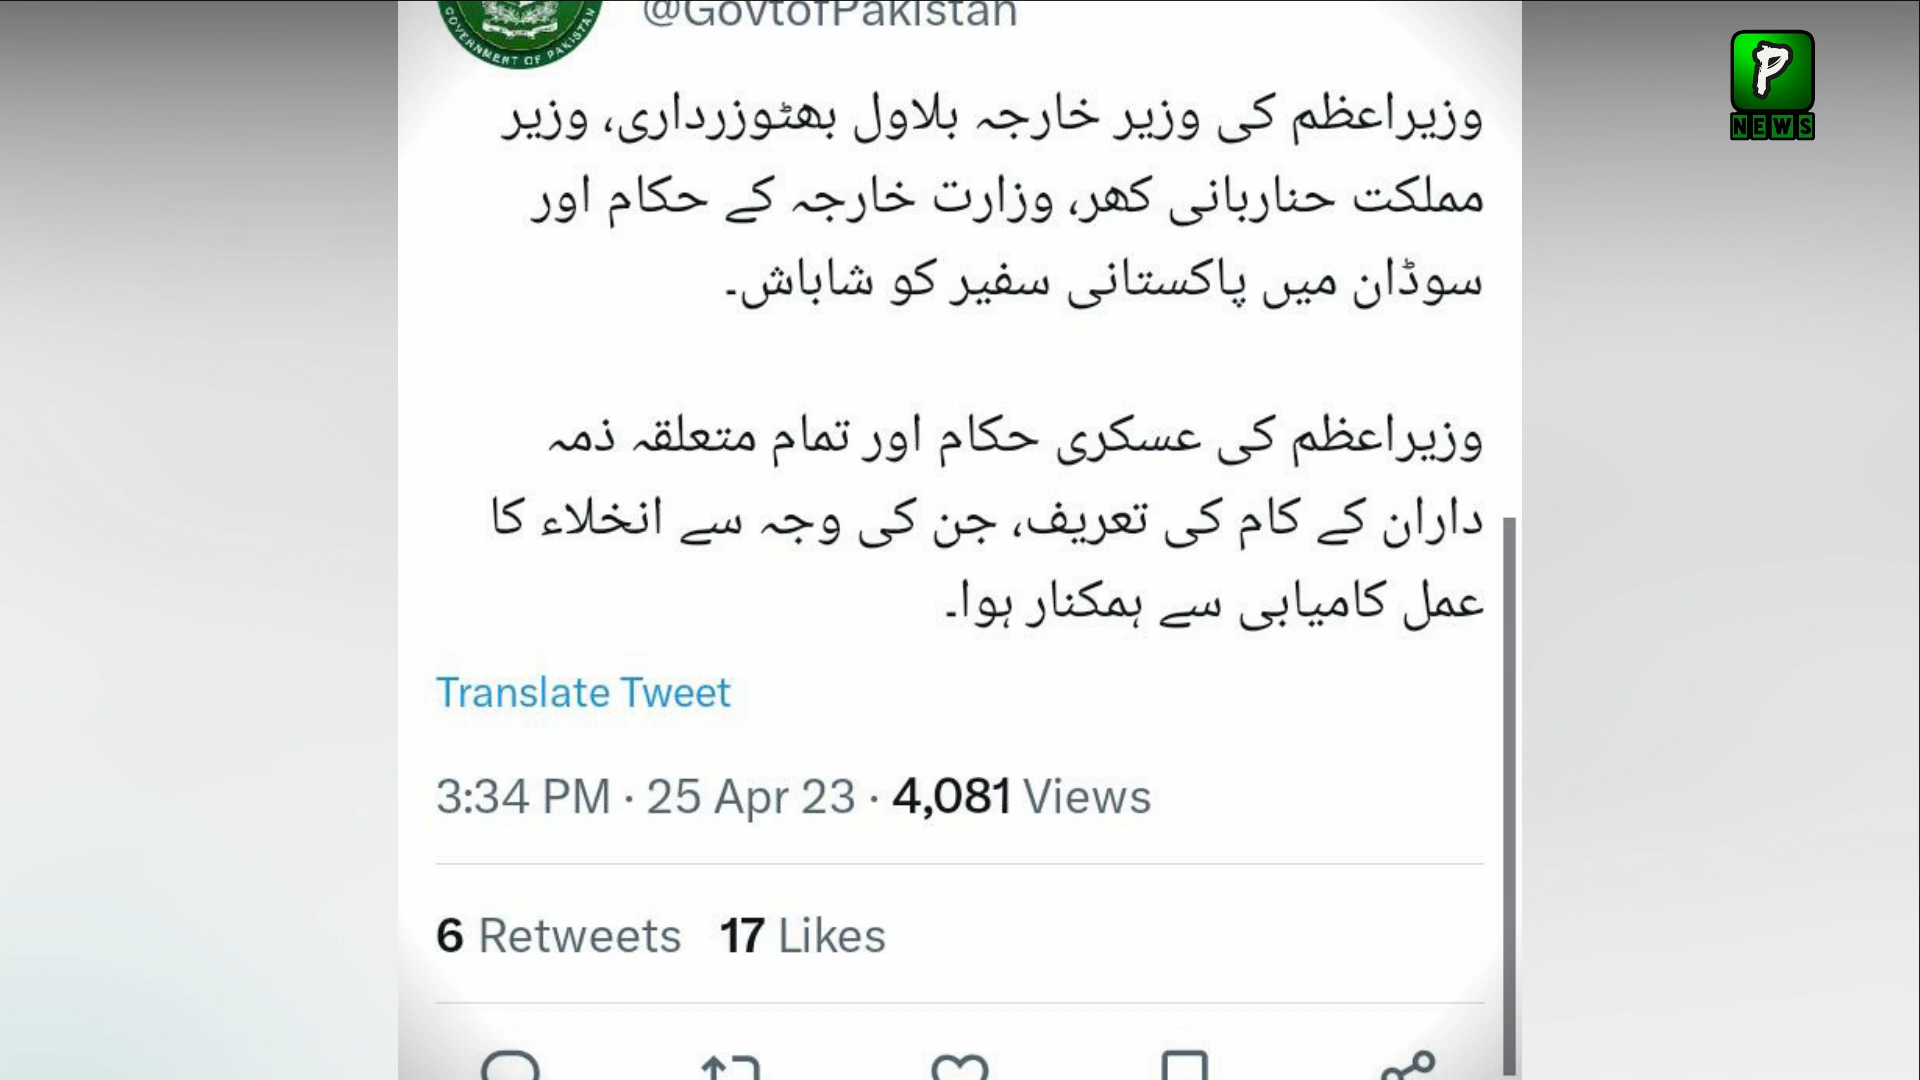 @GovtofPakistan
GOVERNMENT OF PAKISTAN
P
NEWS
وزیراعظم کی وزیر خارجہ بلاول بھٹوزرداری، وزیر
مملکت حناربانی کھر، وزارت خارجہ کے حکام اور
سوڈان میں پاکستانی سفیر کو شاباش۔
وزیراعظم کی عسکری حکام اور تمام متعلقہ ذمہ
داران کے کام کی تعریف، جن کی وجہ سے انخلاء کا
عمل کامیابی سے ہمکنار ہوا۔
Translate Tweet
3:34 PM · 25 Apr 23 · 4,081 Views
6 Retweets 17 Likes